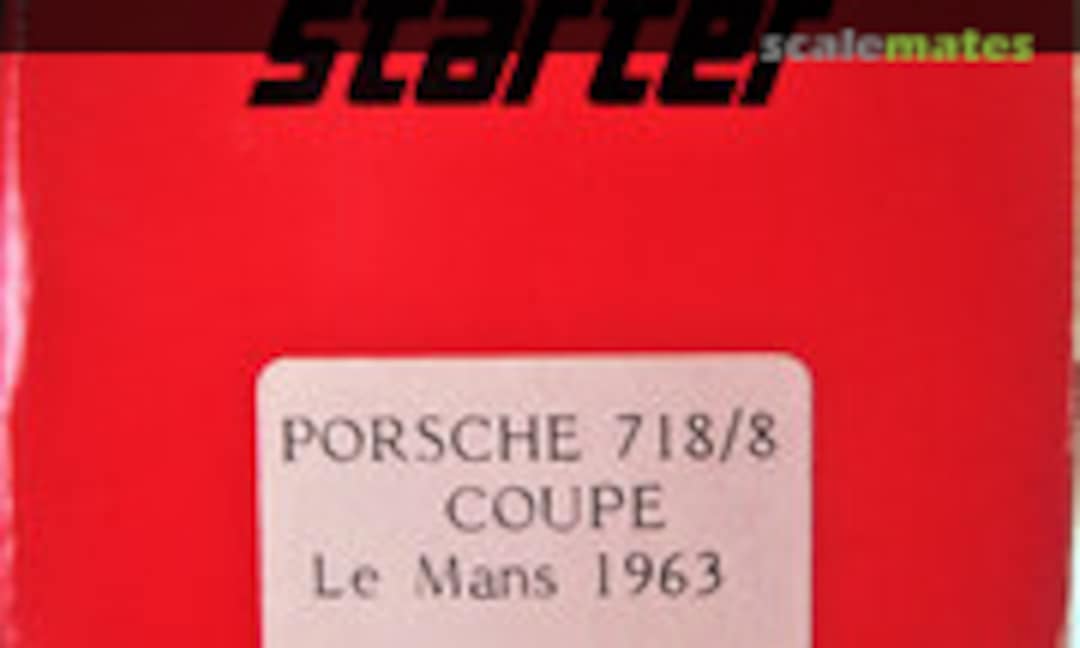 starter
scalemates
PORSCHE 718/8
COUPE
Le Mans 1963